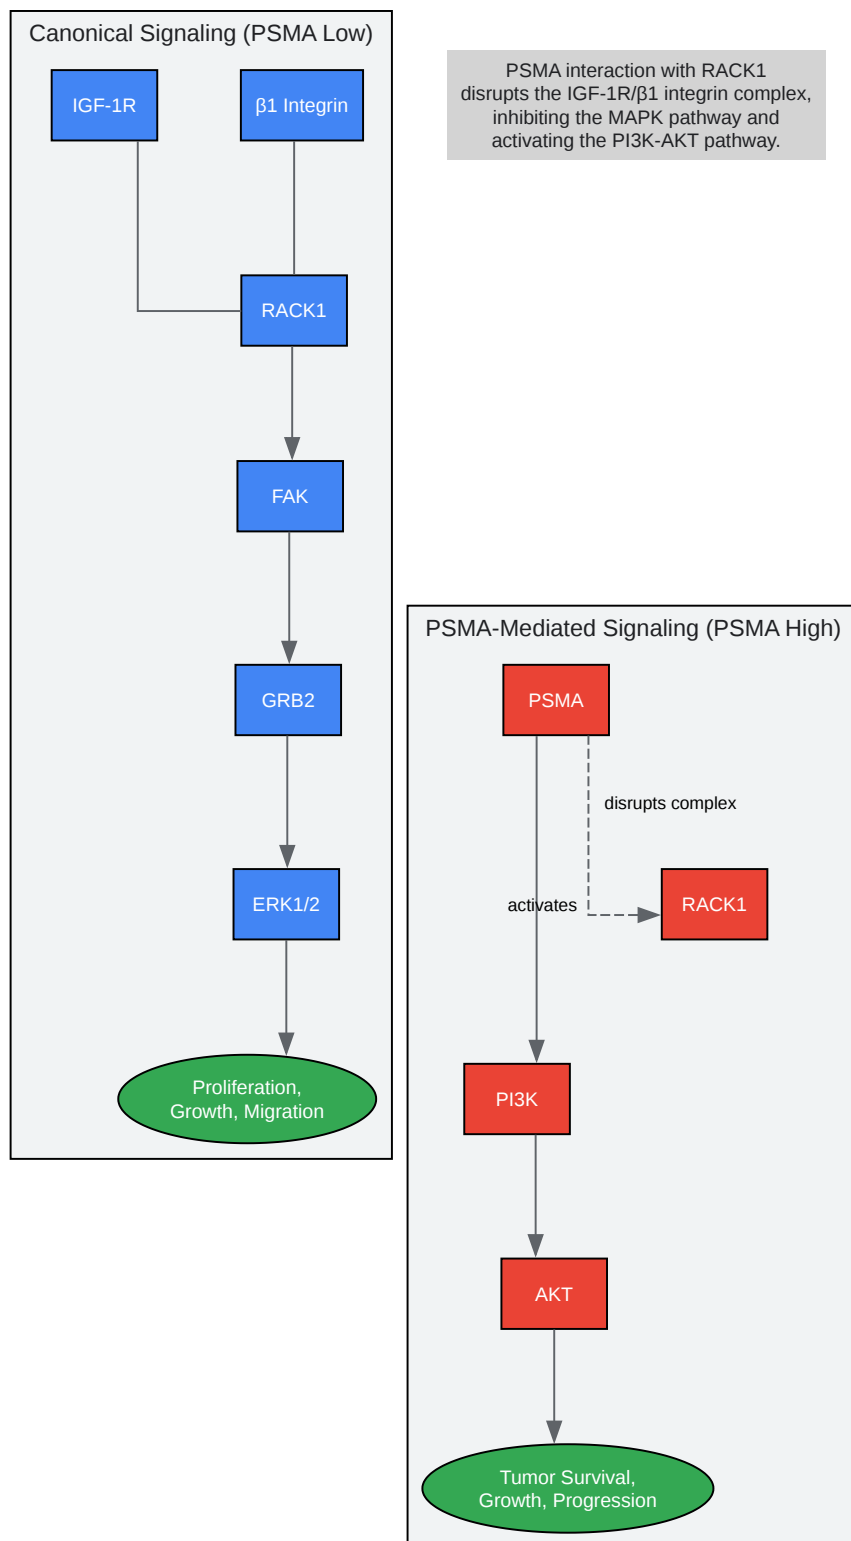 Canonical Signaling (PSMA Low)
IGF-1R
β1 Integrin
RACK1
FAK
GRB2
ERK1/2
Proliferation,
Growth, Migration
PSMA interaction with RACK1
disrupts the IGF-1R/β1 integrin complex,
inhibiting the MAPK pathway and
activating the PI3K-AKT pathway.
PSMA-Mediated Signaling (PSMA High)
PSMA
disrupts complex
activates
RACK1
PI3K
AKT
Tumor Survival,
Growth, Progression